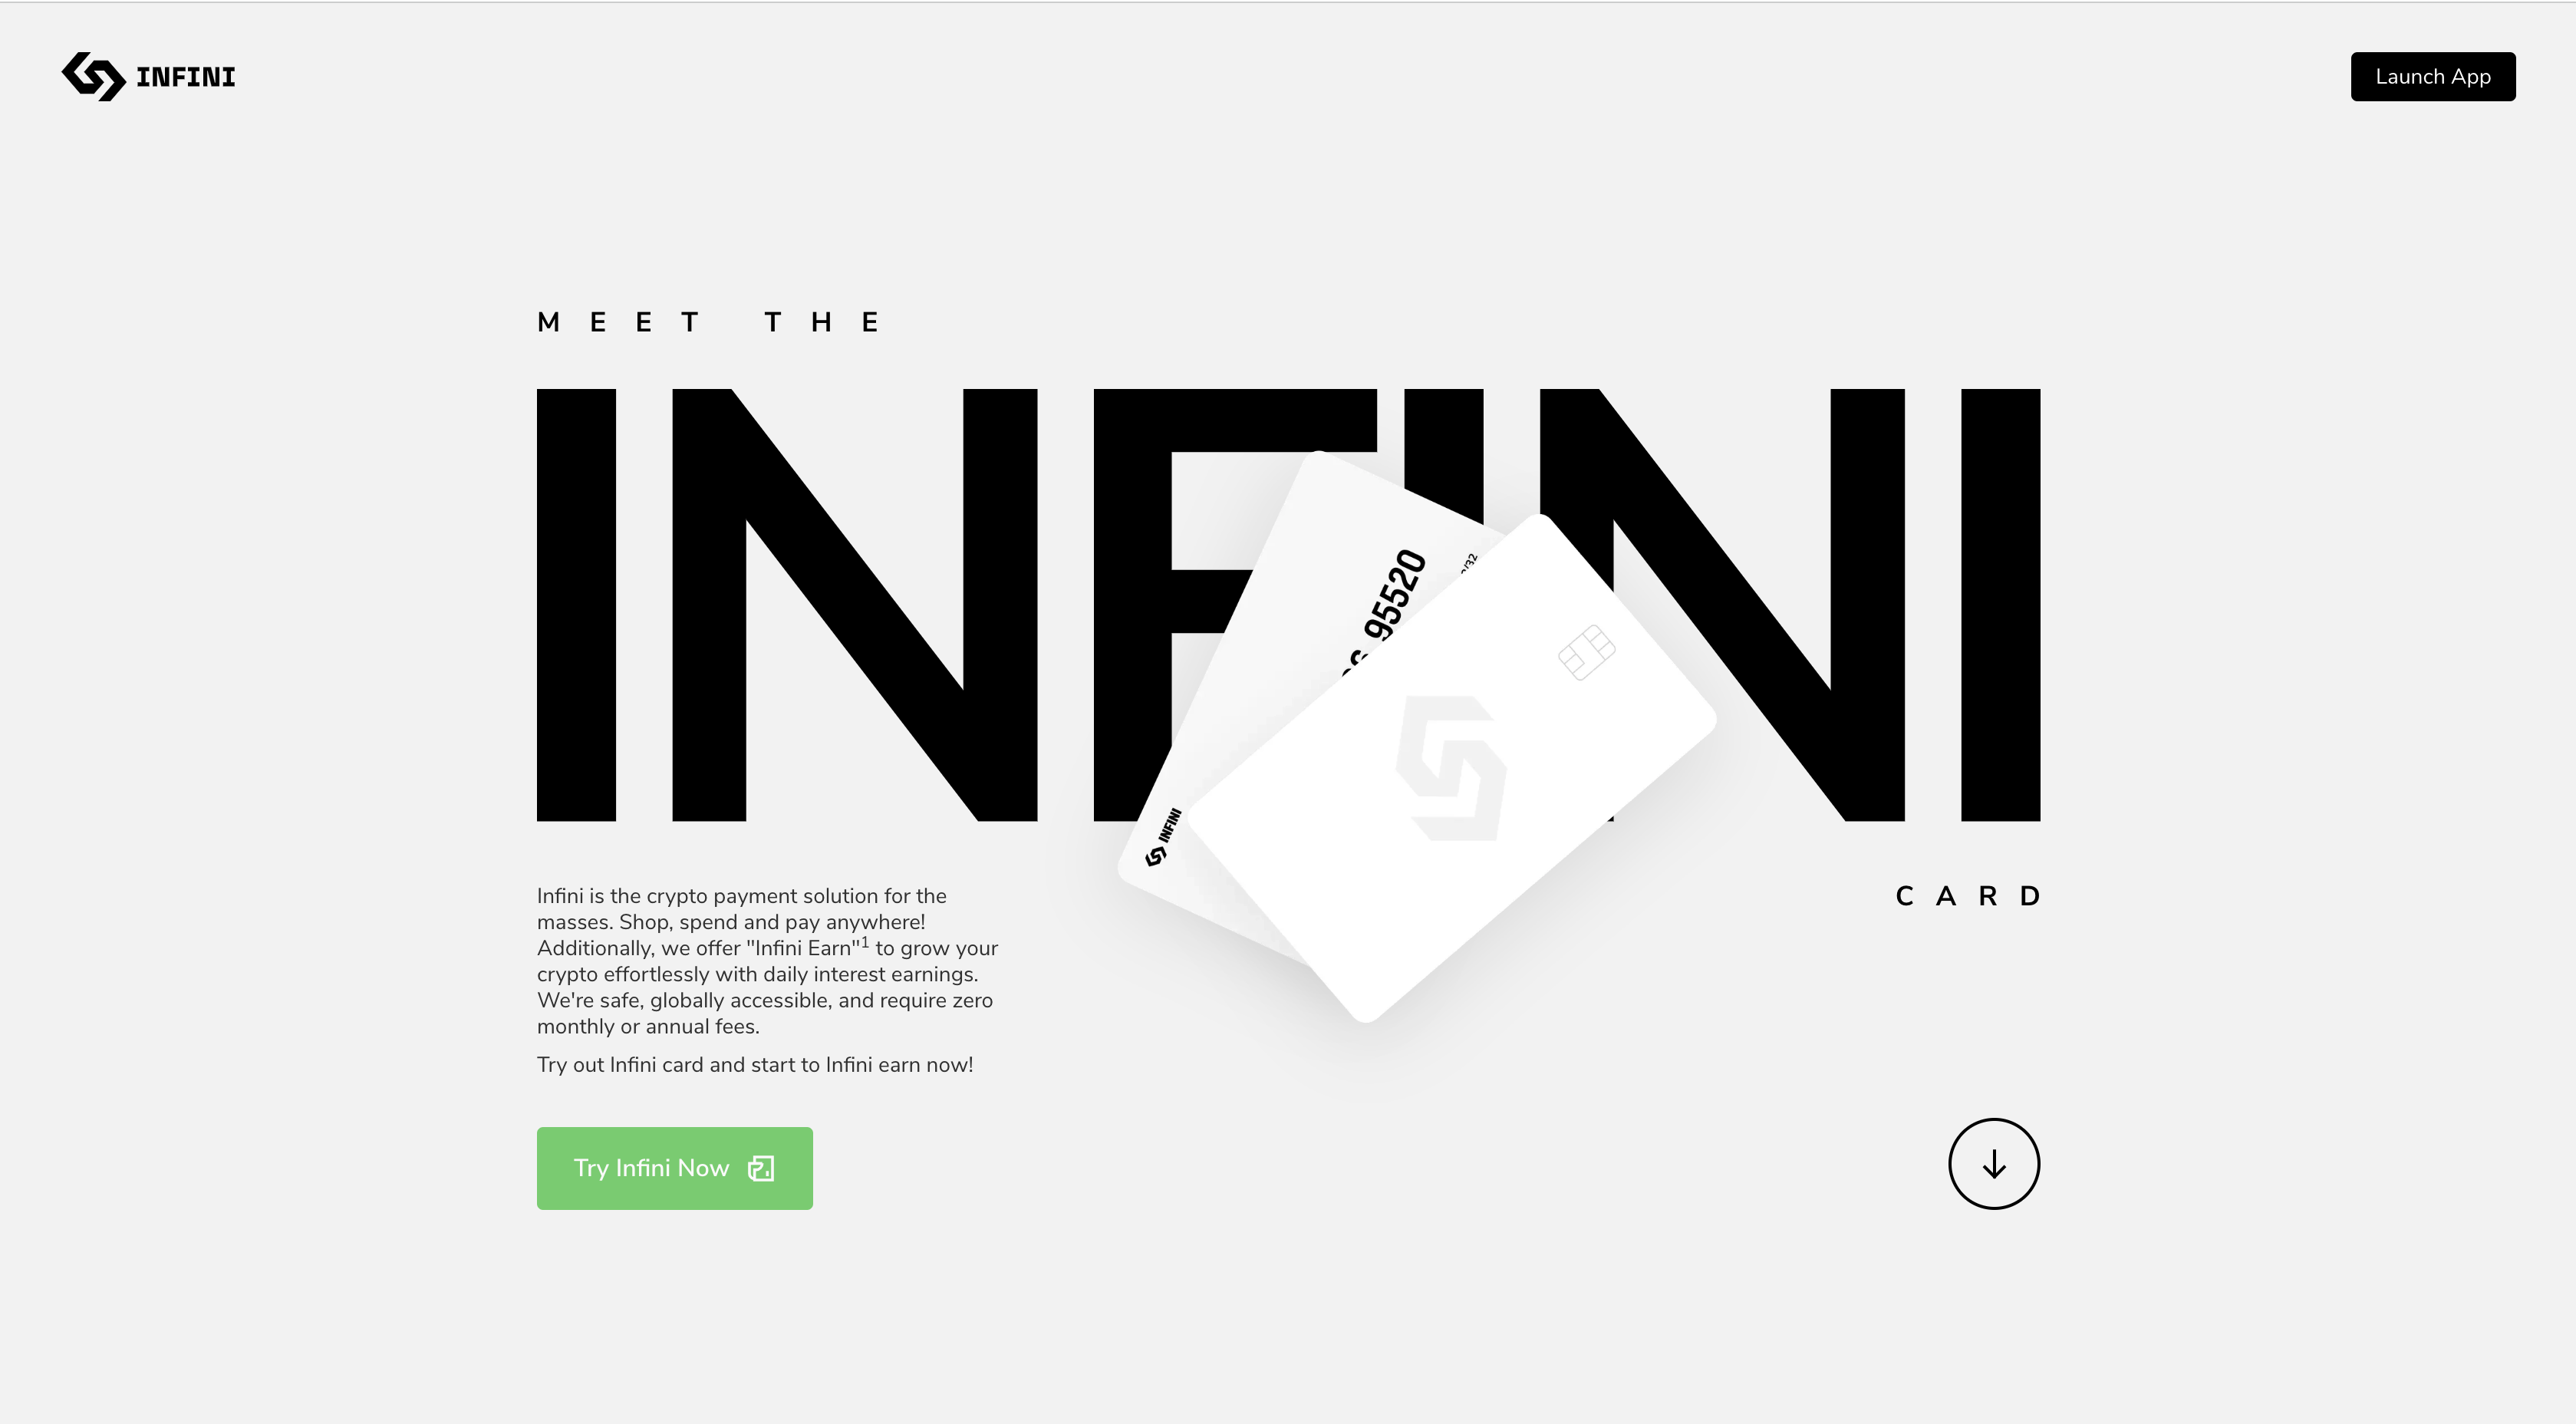 INFINI
Launch App
MEET THE
INFINI
95520
INFINI
CARD
Infini is the crypto payment solution for the
masses. Shop, spend and pay anywhere!
Additionally, we offer "Infini Earn"1 to grow your
crypto effortlessly with daily interest earnings.
We're safe, globally accessible, and require zero
monthly or annual fees.
Try out Infini card and start to Infini earn now!
Try Infini Now